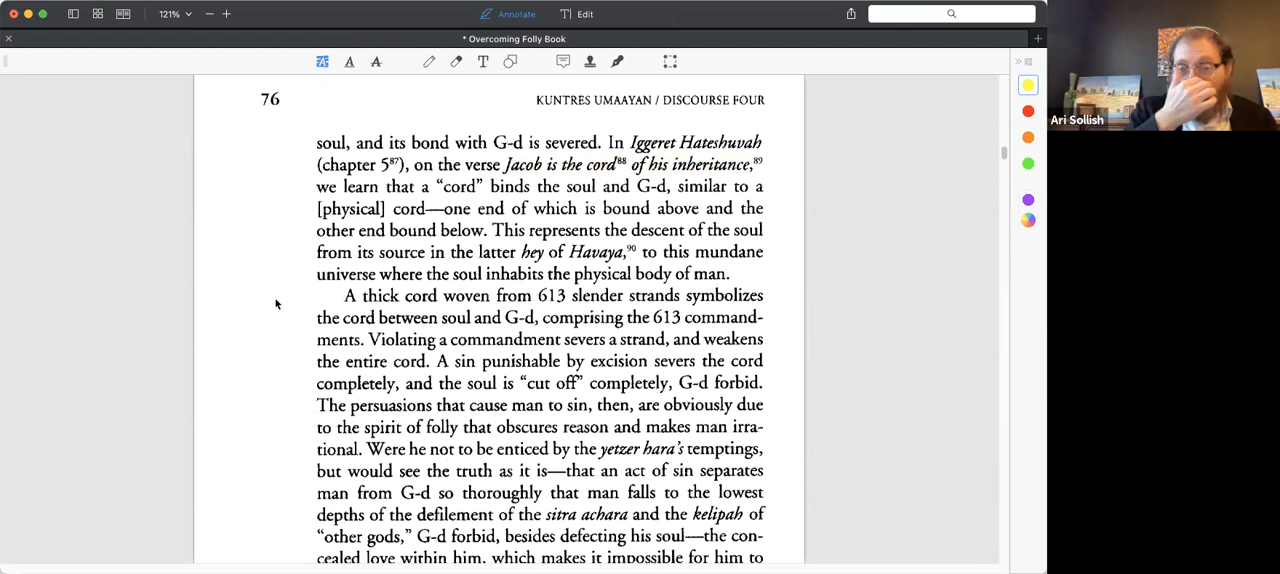 121%
Annotate
Edit
* Overcoming Folly Book
76
KUNTRES UMAAYAN / DISCOURSE FOUR
soul, and its bond with G-d is severed. In Iggeret Hateshuvah
(chapter 5⁸⁷), on the verse Jacob is the cord⁸⁸ of his inheritance,⁸⁹
we learn that a “cord” binds the soul and G-d, similar to a
[physical] cord—one end of which is bound above and the
other end bound below. This represents the descent of the soul
from its source in the latter hey of Havaya,⁹⁰ to this mundane
universe where the soul inhabits the physical body of man.
A thick cord woven from 613 slender strands symbolizes
the cord between soul and G-d, comprising the 613 command-
ments. Violating a commandment severs a strand, and weakens
the entire cord. A sin punishable by excision severs the cord
completely, and the soul is “cut off” completely, G-d forbid.
The persuasions that cause man to sin, then, are obviously due
to the spirit of folly that obscures reason and makes man irra-
tional. Were he not to be enticed by the yetzer hara’s temptings,
but would see the truth as it is—that an act of sin separates
man from G-d so thoroughly that man falls to the lowest
depths of the defilement of the sitra achara and the kelipah of
“other gods,” G-d forbid, besides defecting his soul—the con-
cealed love within him, which makes it impossible for him to
Ari Sollish